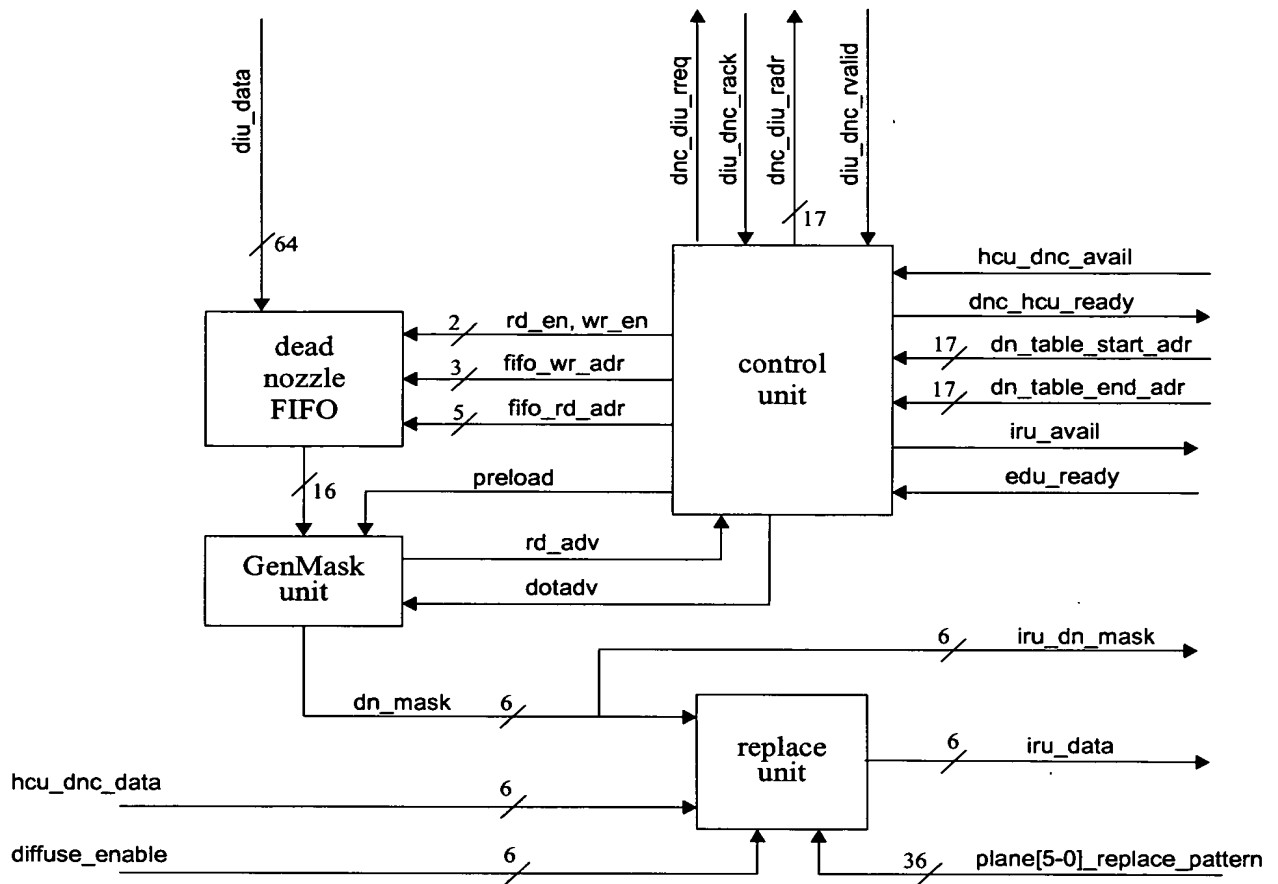 diu_data
dnc_diu_rreq
diu_dnc_rack
dnc_diu_radr
diu_dnc_rvalid
17
64
hcu_dnc_avail
dnc_hcu_ready
17 dn_table_start_adr
17 dn_table_end_adr
iru_avail
edu_ready
control
unit
2 rd_en, wr_en
3 fifo_wr_adr
5 fifo_rd_adr
dead
nozzle
FIFO
16
preload
rd_adv
dotadv
GenMask
unit
6 iru_dn_mask
dn_mask 6
replace
unit
6 iru_data
hcu_dnc_data 6
diffuse_enable 6
36 plane[5-0]_replace_pattern